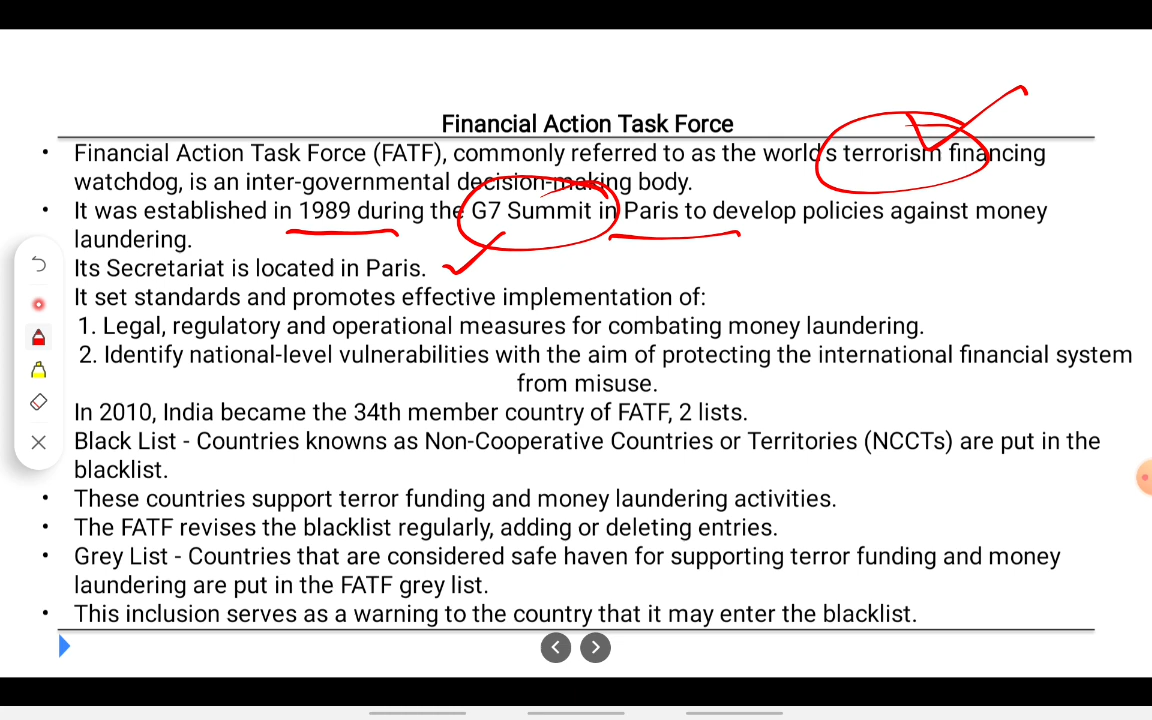 Financial Action Task Force
• Financial Action Task Force (FATF), commonly referred to as the world's terrorism financing
watchdog, is an inter-governmental decision-making body.
• It was established in 1989 during the G7 Summit in Paris to develop policies against money
laundering.
Its Secretariat is located in Paris.
It set standards and promotes effective implementation of:
1. Legal, regulatory and operational measures for combating money laundering.
2. Identify national-level vulnerabilities with the aim of protecting the international financial system
from misuse.
In 2010, India became the 34th member country of FATF, 2 lists.
Black List - Countries knowns as Non-Cooperative Countries or Territories (NCCTs) are put in the
blacklist.
• These countries support terror funding and money laundering activities.
• The FATF revises the blacklist regularly, adding or deleting entries.
• Grey List - Countries that are considered safe haven for supporting terror funding and money
laundering are put in the FATF grey list.
• This inclusion serves as a warning to the country that it may enter the blacklist.